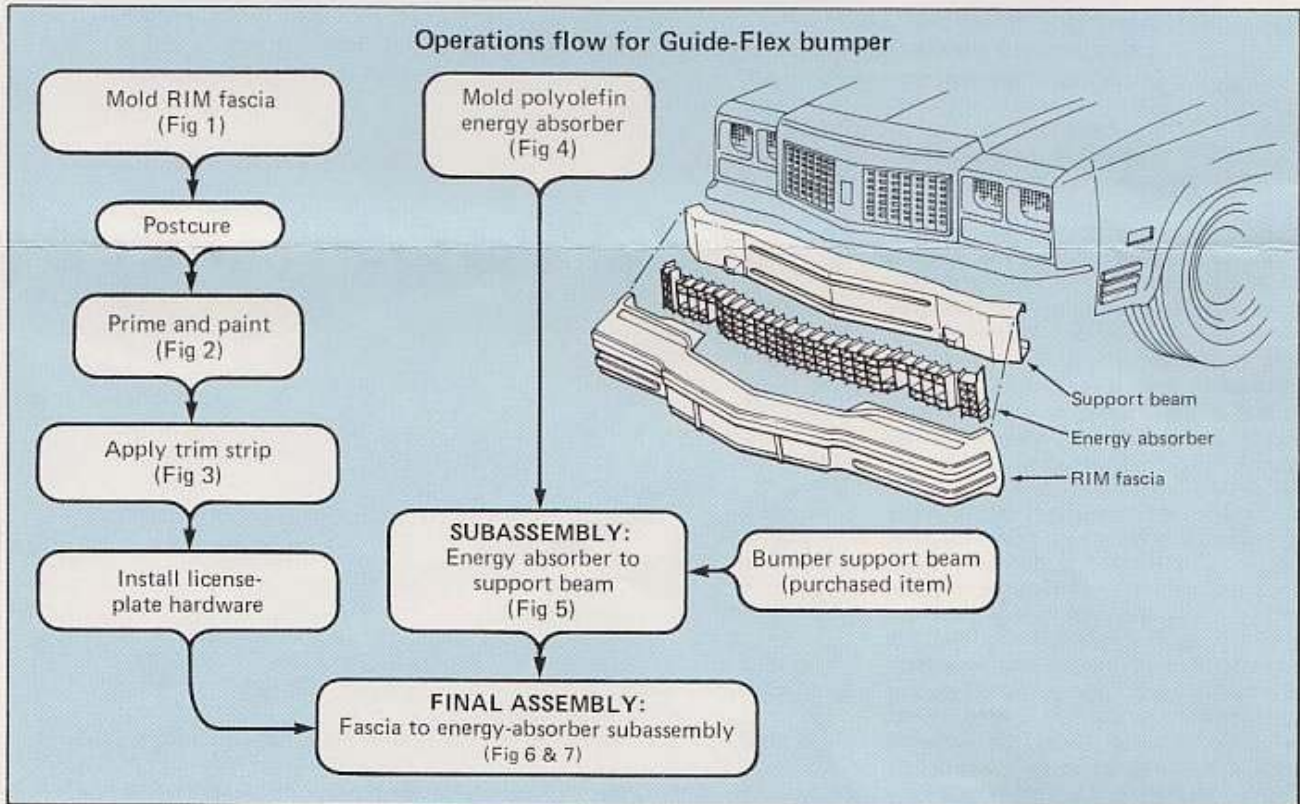 Operations flow for Guide-Flex bumper
Mold RIM fascia
(Fig 1)
Postcure
Prime and paint
(Fig 2)
Apply trim strip
(Fig 3)
Install license-
plate hardware
Mold polyolefin
energy absorber
(Fig 4)
SUBASSEMBLY:
Energy absorber to
support beam
(Fig 5)
Bumper support beam
(purchased item)
FINAL ASSEMBLY:
Fascia to energy-absorber subassembly
(Fig 6 & 7)
Support beam
Energy absorber
RIM fascia